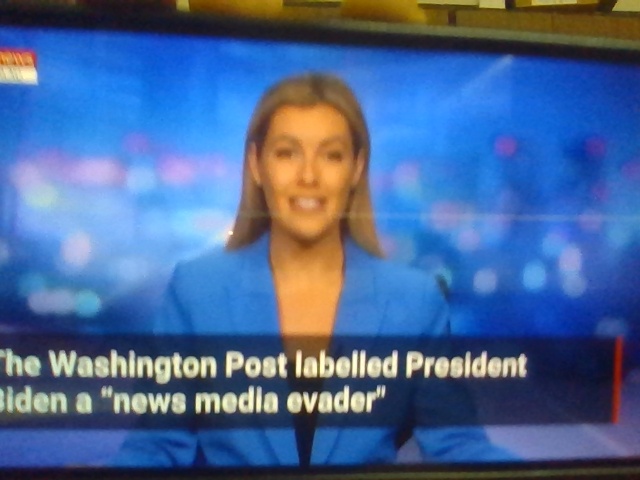 The Washington Post labelled President
Biden a "news media evader"